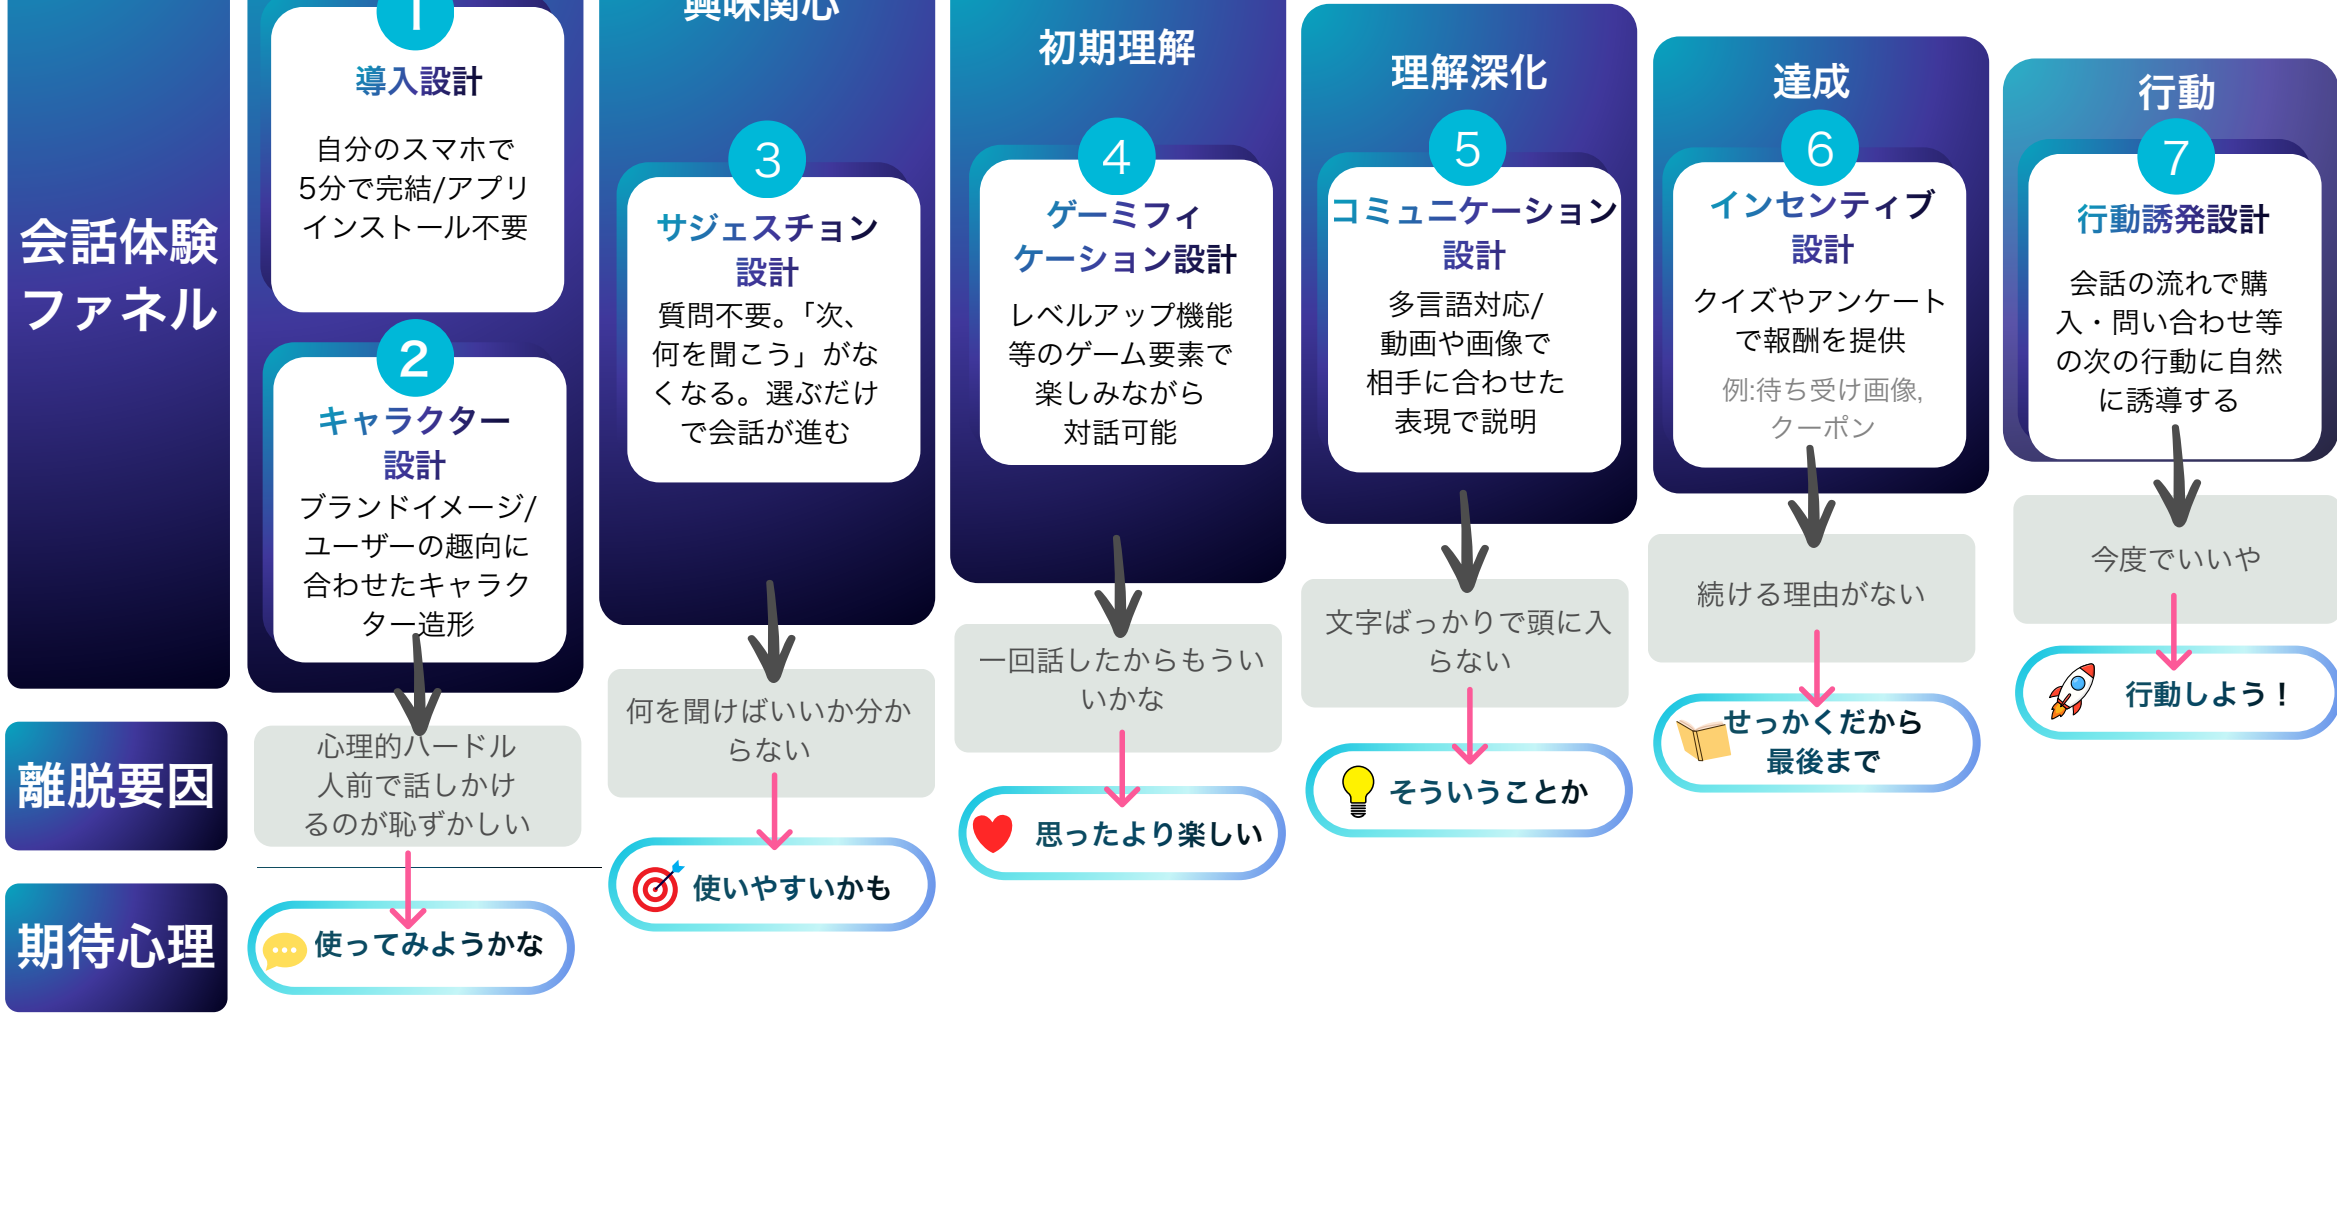 会話体験
ファネル
1
導入設計
自分のスマホで
5分で完結/アプリ
インストール不要
2
キャラクター
設計
ブランドイメージ/
ユーザーの趣向に
合わせたキャラク
ター造形
興味関心
3
サジェスチョン
設計
質問不要。「次、
何を聞こう」がな
くなる。選ぶだけ
で会話が進む
初期理解
4
ゲーミフィ
ケーション設計
レベルアップ機能
等のゲーム要素で
楽しみながら
対話可能
理解深化
5
コミュニケーション
設計
多言語対応/
動画や画像で
相手に合わせた
表現で説明
達成
6
インセンティブ
設計
クイズやアンケート
で報酬を提供
例:待ち受け画像,
クーポン
行動
7
行動誘発設計
会話の流れで購
入・問い合わせ等
の次の行動に自然
に誘導する
離脱要因
心理的ハードル
人前で話しかけ
るのが恥ずかしい
何を聞けばいいか分か
らない
一回話したからもうい
いかな
文字ばっかりで頭に入
らない
続ける理由がない
今度でいいや
期待心理
使ってみようかな
使いやすいかも
思ったより楽しい
そういうことか
せっかくだから
最後まで
行動しよう！